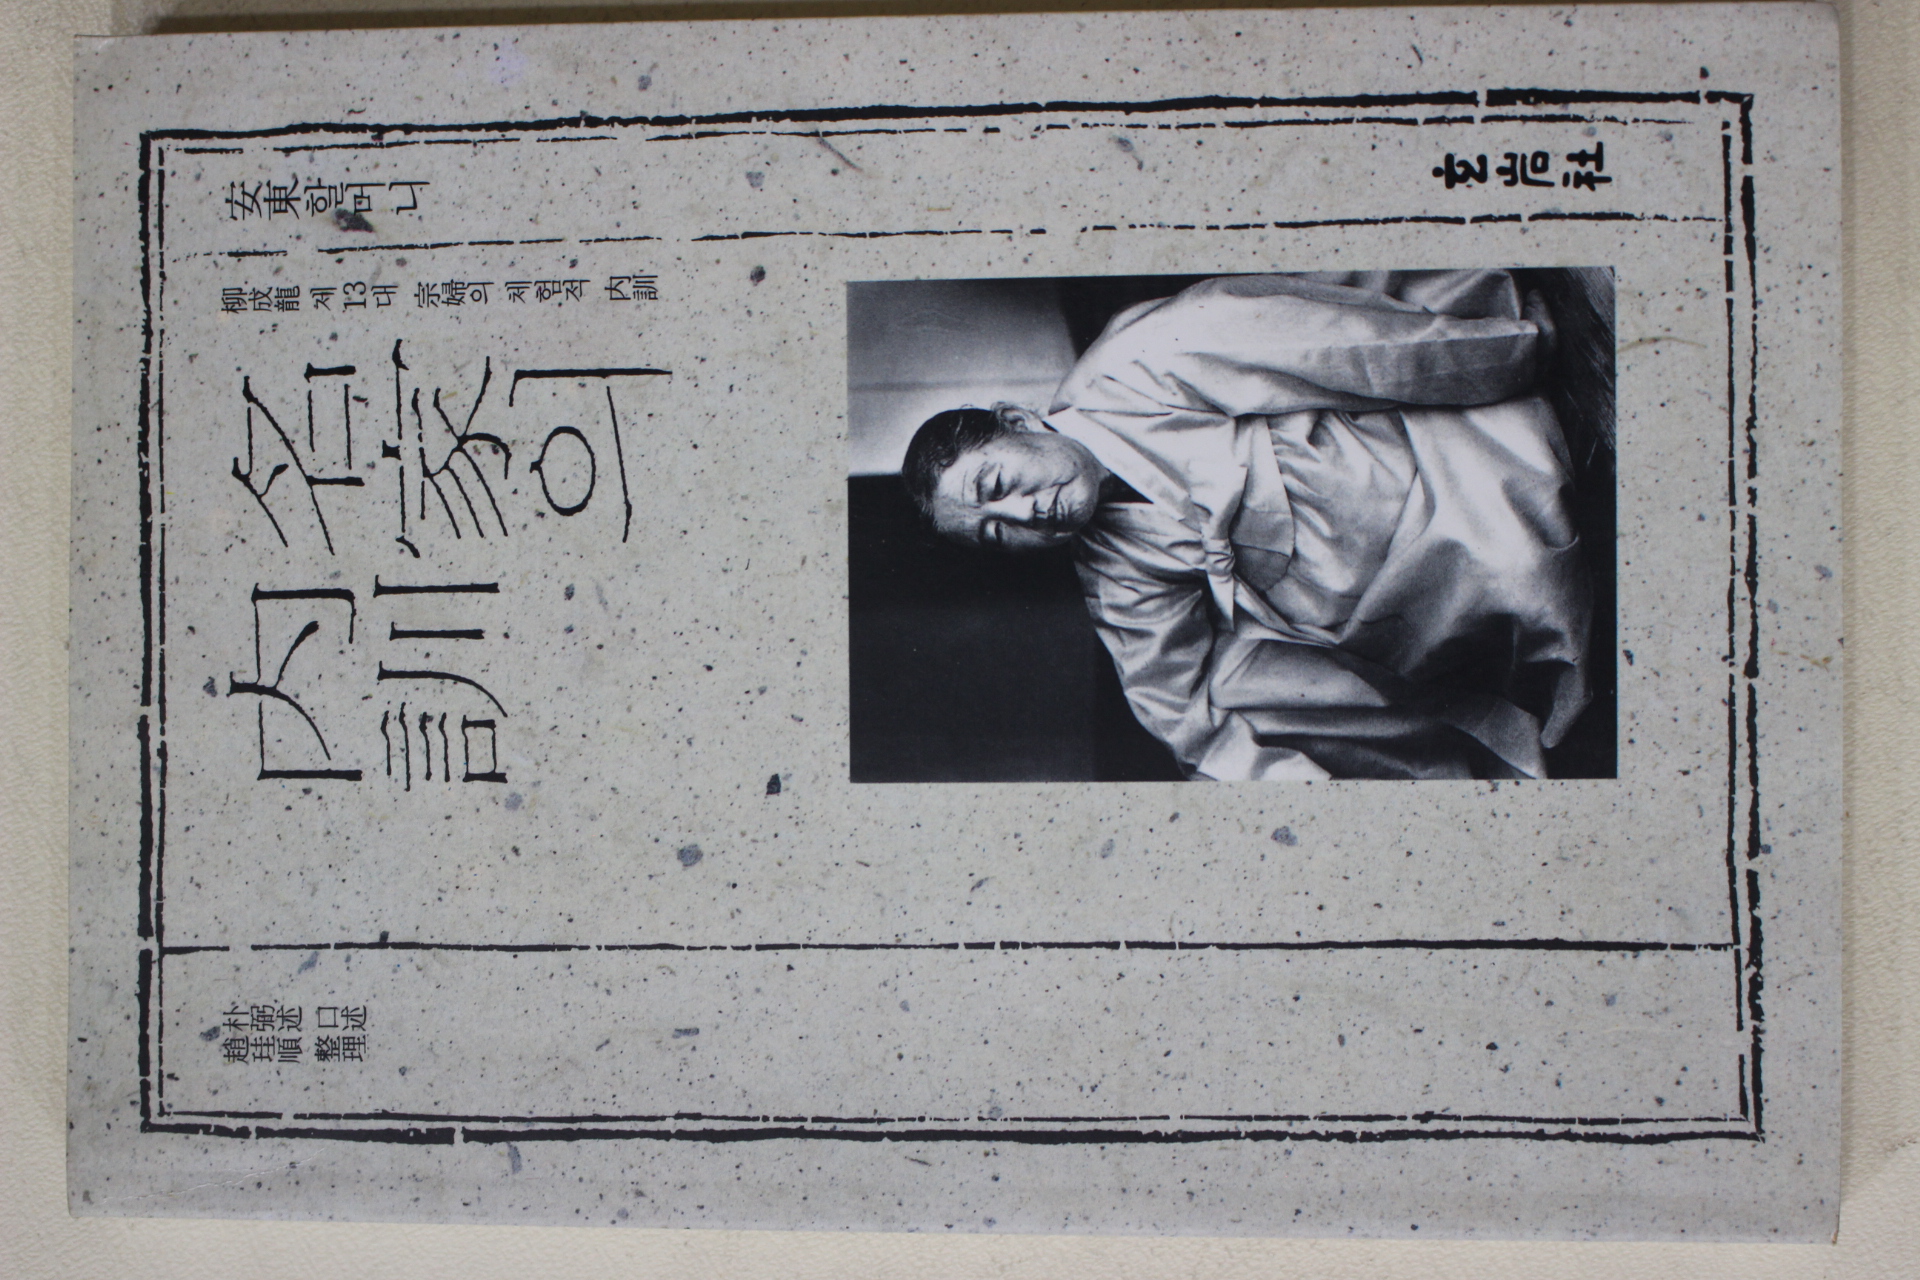 安東할머니
柳成龍 제13대 宗婦의 체험적 內訓
名家의
內訓
朴弼述 口述
趙珪順 整理
玄岩社